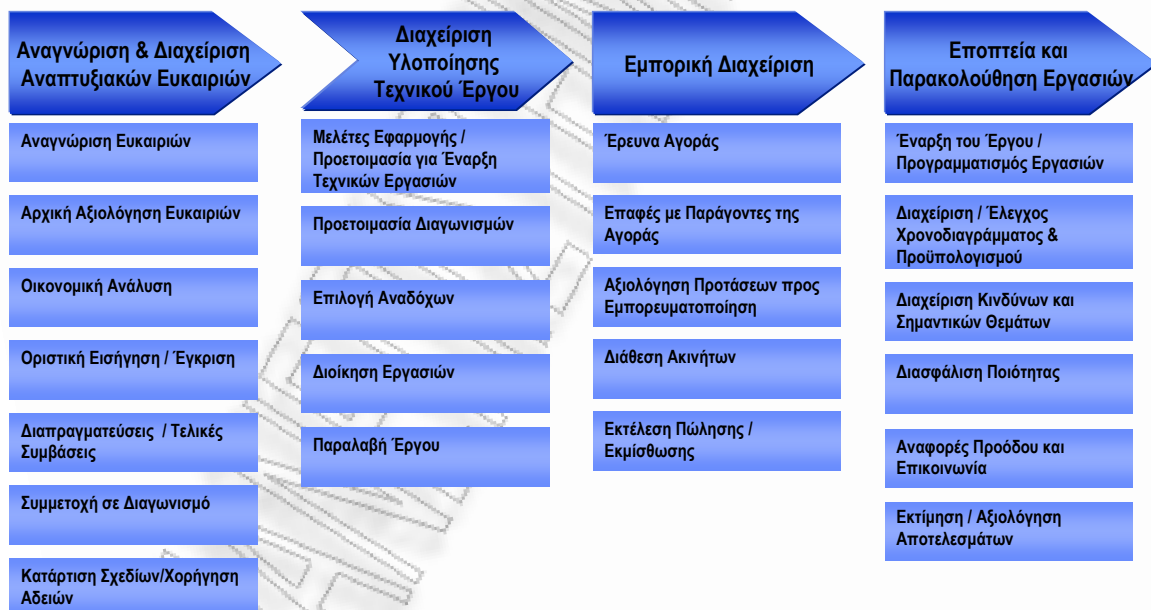 Αναγνώριση & Διαχείριση
Αναπτυξιακών Ευκαιριών
Αναγνώριση Ευκαιριών
Αρχική Αξιολόγηση Ευκαιριών
Οικονομική Ανάλυση
Οριστική Εισήγηση / Έγκριση
Διαπραγματεύσεις / Τελικές
Συμβάσεις
Συμμετοχή σε Διαγωνισμό
Κατάρτιση Σχεδίων/Χορήγηση
Αδειών
Διαχείριση
Υλοποίησης
Τεχνικού Έργου
Μελέτες Εφαρμογής /
Προετοιμασία για Έναρξη
Τεχνικών Εργασιών
Προετοιμασία Διαγωνισμών
Επιλογή Αναδόχων
Διοίκηση Εργασιών
Παραλαβή Έργου
Εμπορική Διαχείριση
Έρευνα Αγοράς
Επαφές με Παράγοντες της
Αγοράς
Αξιολόγηση Προτάσεων προς
Εμπορευματοποίηση
Διάθεση Ακινήτων
Εκτέλεση Πώλησης /
Εκμίσθωσης
Εποπτεία και
Παρακολούθηση Εργασιών
Έναρξη του Έργου /
Προγραμματισμός Εργασιών
Διαχείριση / Έλεγχος
Χρονοδιαγράμματος &
Προϋπολογισμού
Διαχείριση Κινδύνων και
Σημαντικών Θεμάτων
Διασφάλιση Ποιότητας
Αναφορές Προόδου και
Επικοινωνία
Εκτίμηση / Αξιολόγηση
Αποτελεσμάτων